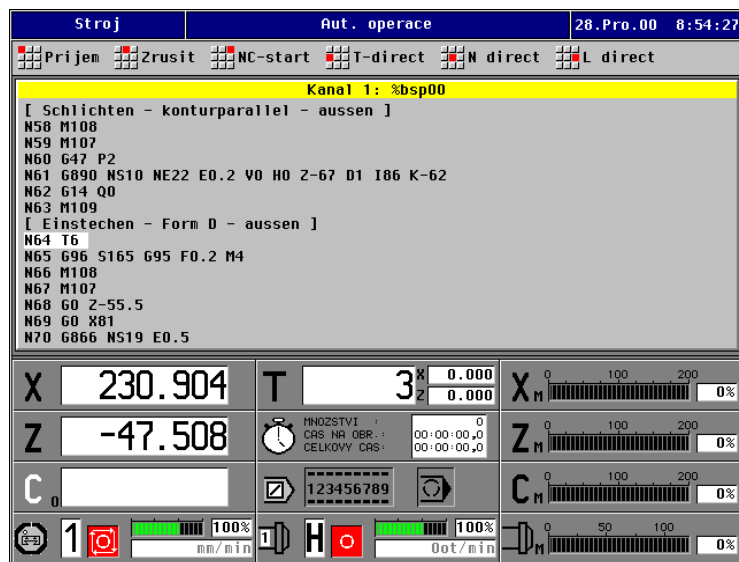 Stroj Aut. operace 28.Pro.00 8:54:27
Prijem Zrusit NC-start T-direct N direct L direct
Kanal 1: %bsp00
[ Schlichten - konturparallel - aussen ]
N58 M108
N59 M107
N60 G47 P2
N61 G890 NS10 NE22 E0.2 V0 H0 Z-67 D1 I86 K-62
N62 G14 Q0
N63 M109
[ Einstechen - Form D - aussen ]
N64 T6
N65 G96 S165 G95 F0.2 M4
N66 M108
N67 M107
N68 G0 Z-55.5
N69 G0 X81
N70 G866 NS19 E0.5
X 230.904 T 3 X 0.000 Z 0.000 X M 0 100 200 0%
Z -47.508 MNOZSTVI : 0 CAS NA OBR.: 00:00:00,0 CELKOVY CAS: 00:00:00,0 Z M 0 100 200 0%
C 0 123456789 C M 0 100 200 0%
1 100% mm/min 1 H 100% Oot/min M 0 50 100 0%